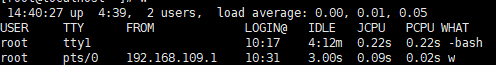 14:40:27 up  4:39,  2 users,  load average: 0.00, 0.01, 0.05
USER     TTY      FROM             LOGIN@   IDLE   JCPU   PCPU WHAT
root     tty1                      10:17    4:12m  0.22s  0.22s -bash
root     pts/0    192.168.109.1    10:31    3.00s  0.09s  0.02s w